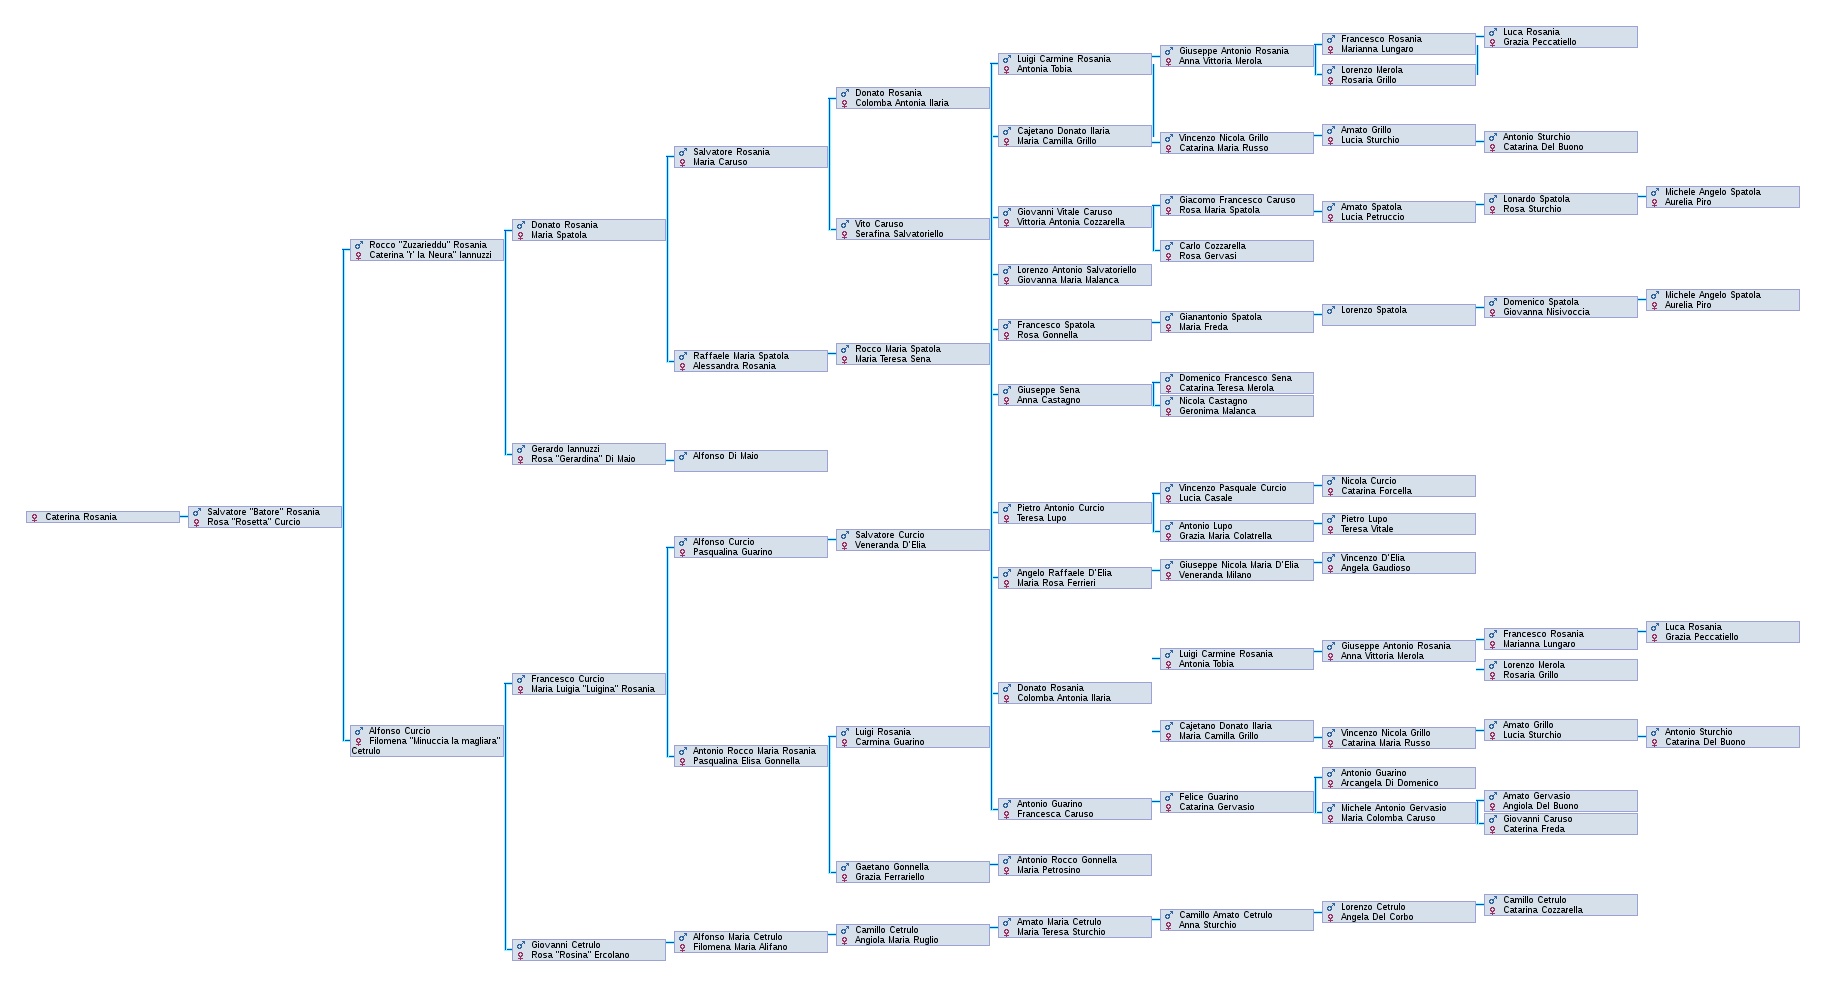 Caterina Rosania
Salvatore "Batore" Rosania
Rosa "Rosetta" Curcio
Rocco "Zuzarieddu" Rosania
Caterina "r' la Neura" Iannuzzi
Alfonso Curcio
Filomena "Minuccia la magliara"
Cetrulo
Donato Rosania
Maria Spatola
Gerardo Iannuzzi
Rosa "Gerardina" Di Maio
Francesco Curcio
Maria Luigia "Luigina" Rosania
Giovanni Cetrulo
Rosa "Rosina" Ercolano
Salvatore Rosania
Maria Caruso
Raffaele Maria Spatola
Alessandra Rosania
Alfonso Di Maio
Alfonso Curcio
Pasqualina Guarino
Antonio Rocco Maria Rosania
Pasqualina Elisa Gonnella
Alfonso Maria Cetrulo
Filomena Maria Alifano
Donato Rosania
Colomba Antonia Ilaria
Vito Caruso
Serafina Salvatoriello
Rocco Maria Spatola
Maria Teresa Sena
Salvatore Curcio
Veneranda D'Elia
Luigi Rosania
Carmina Guarino
Gaetano Gonnella
Grazia Ferrariello
Camillo Cetrulo
Angiola Maria Ruglio
Luigi Carmine Rosania
Antonia Tobia
Cajetano Donato Ilaria
Maria Camilla Grillo
Giovanni Vitale Caruso
Vittoria Antonia Cozzarella
Lorenzo Antonio Salvatoriello
Giovanna Maria Malanca
Francesco Spatola
Rosa Gonnella
Giuseppe Sena
Anna Castagno
Pietro Antonio Curcio
Teresa Lupo
Angelo Raffaele D'Elia
Maria Rosa Ferrieri
Donato Rosania
Colomba Antonia Ilaria
Antonio Guarino
Francesca Caruso
Antonio Rocco Gonnella
Maria Petrosino
Amato Maria Cetrulo
Maria Teresa Sturchio
Giuseppe Antonio Rosania
Anna Vittoria Merola
Vincenzo Nicola Grillo
Catarina Maria Russo
Giacomo Francesco Caruso
Rosa Maria Spatola
Carlo Cozzarella
Rosa Gervasi
Gianantonio Spatola
Maria Freda
Domenico Francesco Sena
Catarina Teresa Merola
Nicola Castagno
Geronima Malanca
Vincenzo Pasquale Curcio
Lucia Casale
Antonio Lupo
Grazia Maria Colatrella
Giuseppe Nicola Maria D'Elia
Veneranda Milano
Luigi Carmine Rosania
Antonia Tobia
Cajetano Donato Ilaria
Maria Camilla Grillo
Felice Guarino
Catarina Gervasio
Camillo Amato Cetrulo
Anna Sturchio
Francesco Rosania
Marianna Lungaro
Lorenzo Merola
Rosaria Grillo
Amato Grillo
Lucia Sturchio
Amato Spatola
Lucia Petruccio
Lorenzo Spatola
Nicola Curcio
Catarina Forcella
Pietro Lupo
Teresa Vitale
Vincenzo D'Elia
Angela Gaudioso
Giuseppe Antonio Rosania
Anna Vittoria Merola
Vincenzo Nicola Grillo
Catarina Maria Russo
Antonio Guarino
Arcangela Di Domenico
Michele Antonio Gervasio
Maria Colomba Caruso
Lorenzo Cetrulo
Angela Del Corbo
Luca Rosania
Grazia Peccatiello
Antonio Sturchio
Catarina Del Buono
Lonardo Spatola
Rosa Sturchio
Domenico Spatola
Giovanna Nisivoccia
Francesco Rosania
Marianna Lungaro
Lorenzo Merola
Rosaria Grillo
Amato Grillo
Lucia Sturchio
Amato Gervasio
Angiola Del Buono
Giovanni Caruso
Caterina Freda
Camillo Cetrulo
Catarina Cozzarella
Michele Angelo Spatola
Aurelia Piro
Michele Angelo Spatola
Aurelia Piro
Luca Rosania
Grazia Peccatiello
Antonio Sturchio
Catarina Del Buono